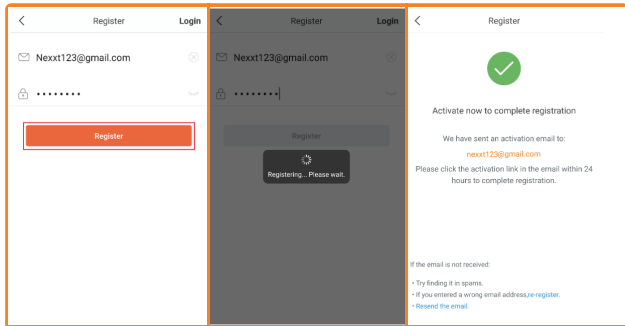 Register
Login
Nexxt123@gmail.com
Register
Register
Login
Nexxt123@gmail.com
Register
Registering... Please wait.
Register
Activate now to complete registration
We have sent an activation email to:
nexxt123@gmail.com
Please click the activation link in the email within 24
hours to complete registration.
If the email is not received:
• Try finding it in spams.
• If you entered a wrong email address,re-register.
• Resend the email.